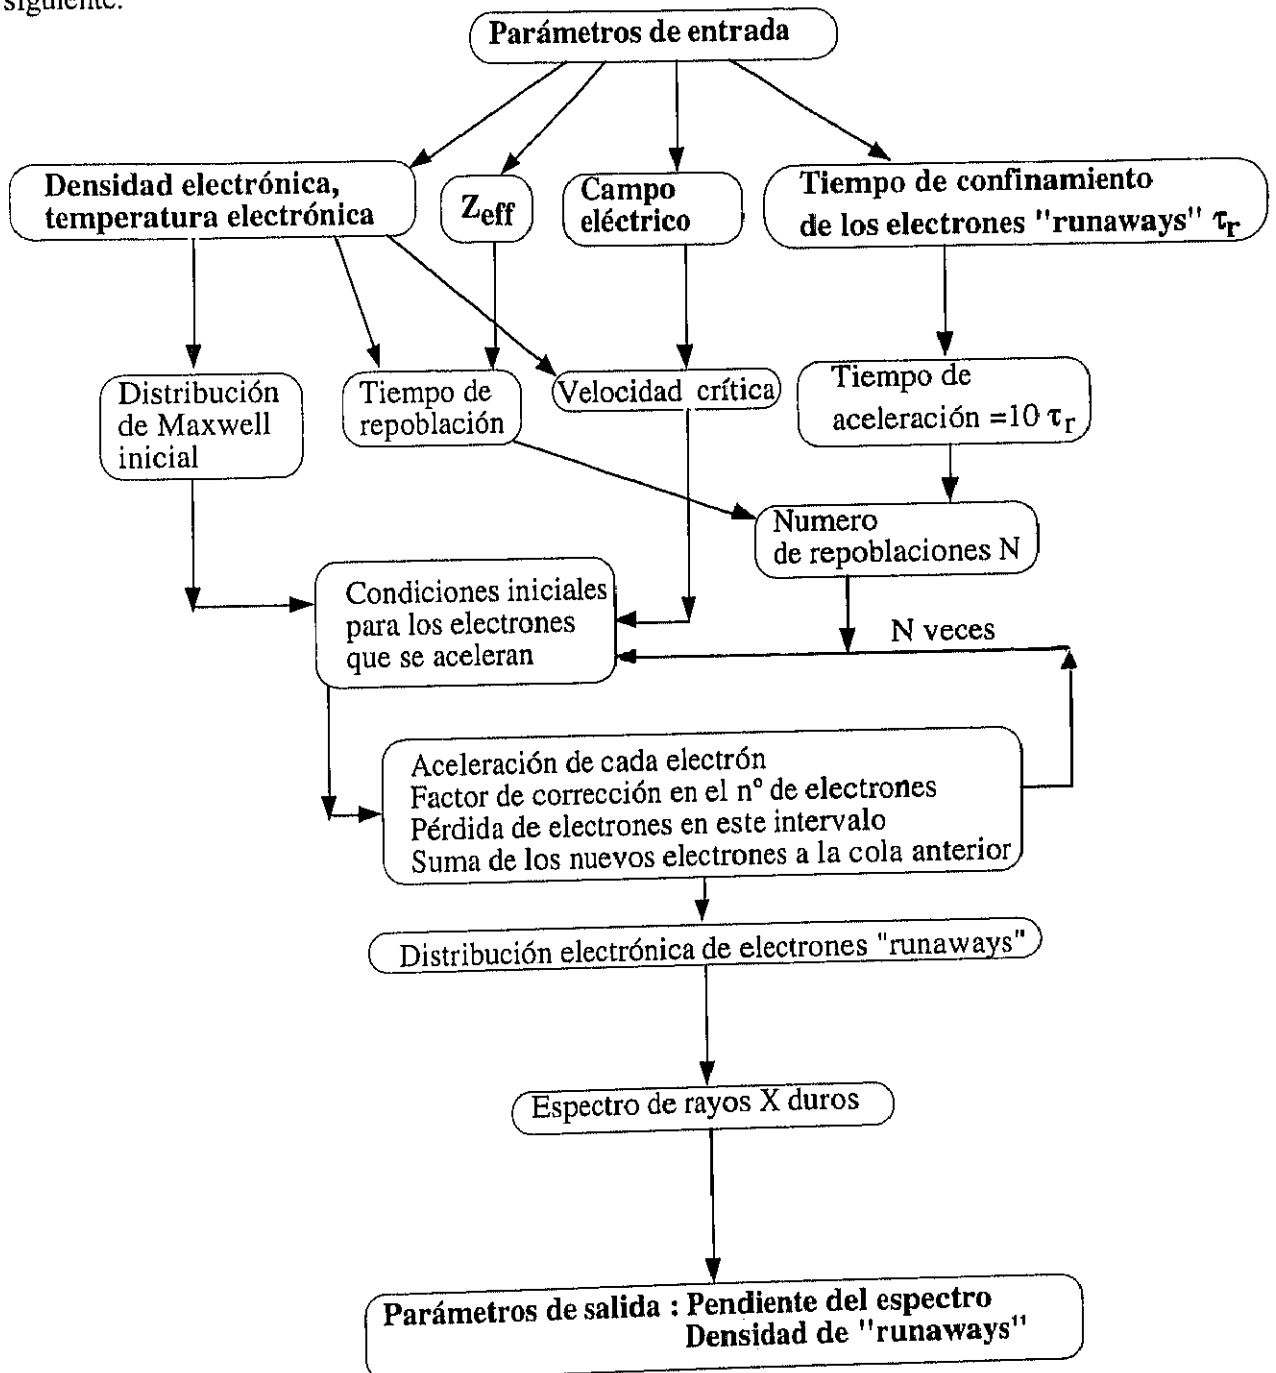 siguiente:
Parámetros de entrada
Densidad electrónica,
temperatura electrónica
Zeff
Campo
eléctrico
Tiempo de confinamiento
de los electrones "runaways" τr
Distribución
de Maxwell
inicial
Tiempo de
repoblación
Velocidad crítica
Tiempo de
aceleración =10 τr
Numero
de repoblaciones N
Condiciones iniciales
para los electrones
que se aceleran
N veces
Aceleración de cada electrón
Factor de corrección en el nº de electrones
Pérdida de electrones en este intervalo
Suma de los nuevos electrones a la cola anterior
Distribución electrónica de electrones "runaways"
Espectro de rayos X duros
Parámetros de salida : Pendiente del espectro
Densidad de "runaways"